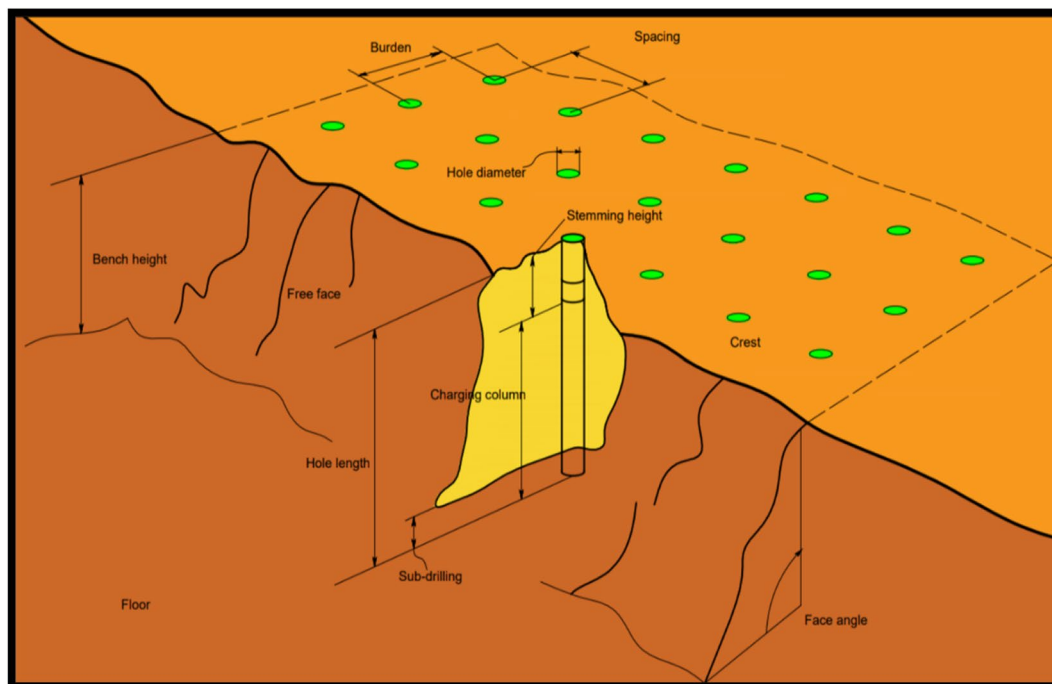 Burden
Spacing
Hole diameter
Stemming height
Bench height
Free face
Crest
Charging column
Hole length
Sub-drilling
Floor
Face angle